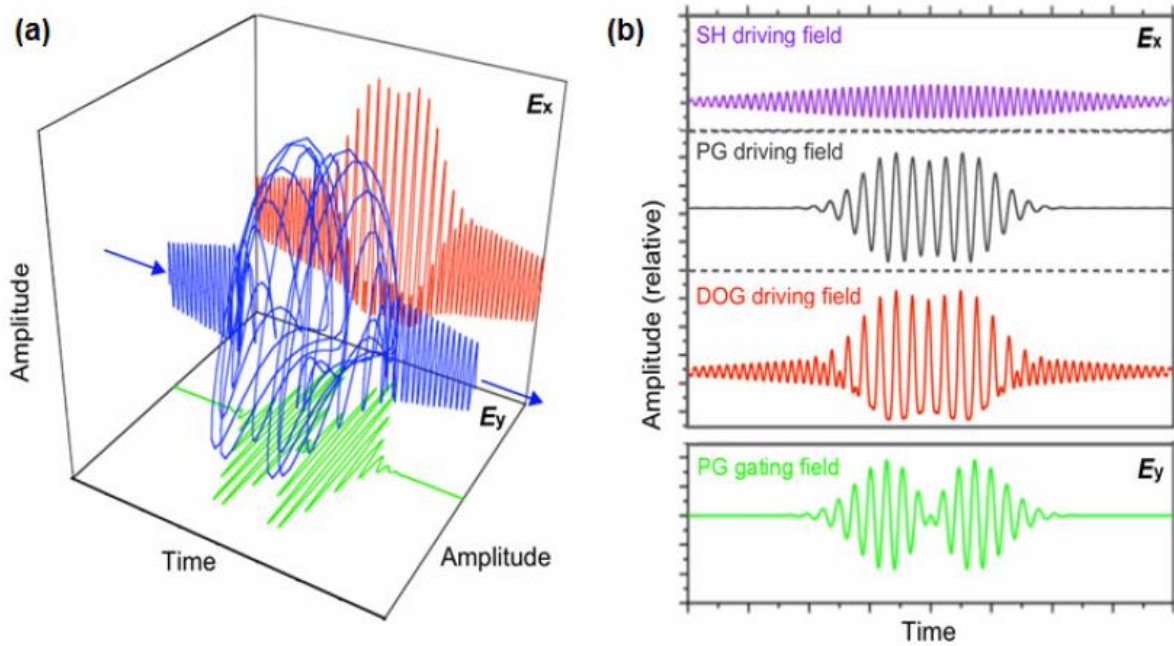 (a)
Ex
Amplitude
Ey
Time
Amplitude
(b)
SH driving field
Ex
PG driving field
DOG driving field
Amplitude (relative)
PG gating field
Ey
Time